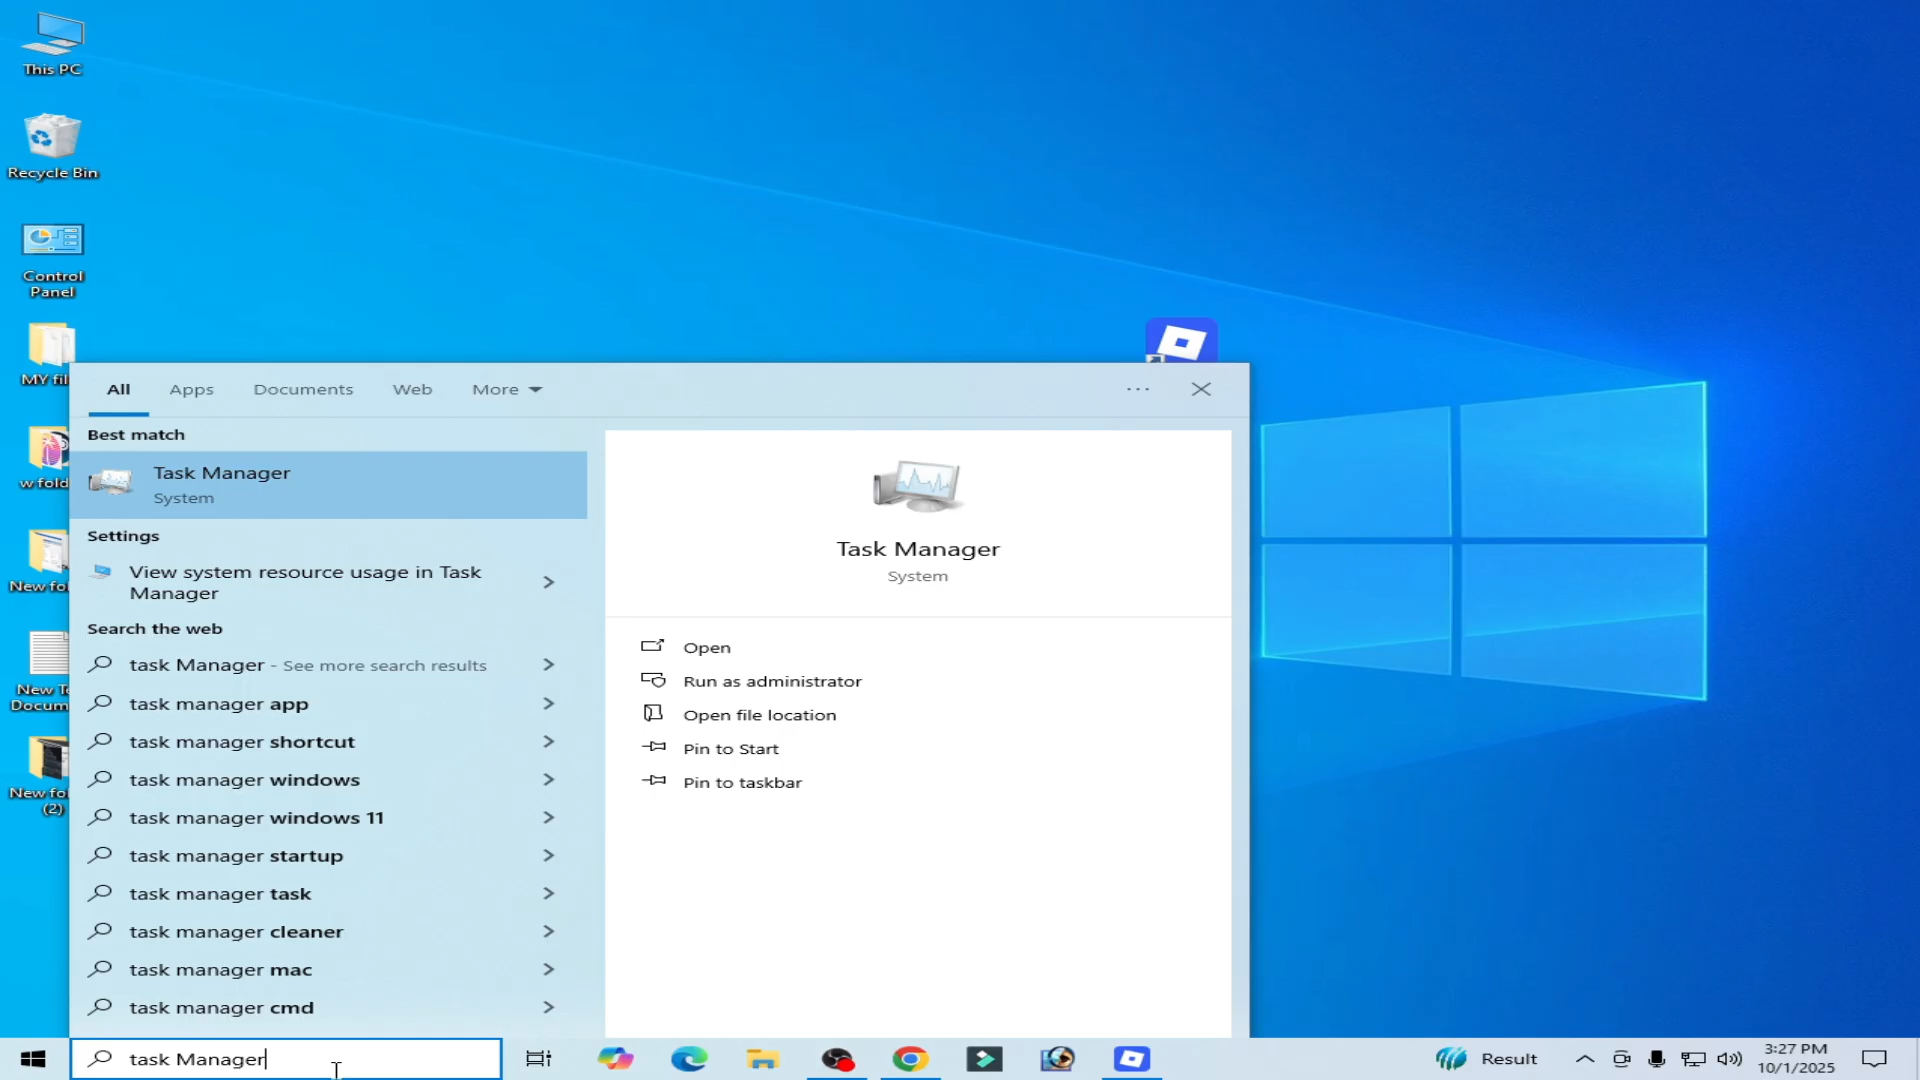 This PC
Recycle Bin
Control
Panel
MY fil
w fold
New fo
New Te
Docum
New fo
(2)
All
Apps
Documents
Web
More
Best match
Task Manager
System
Settings
View system resource usage in Task
Manager
Search the web
task Manager - See more search results
task manager app
task manager shortcut
task manager windows
task manager windows 11
task manager startup
task manager task
task manager cleaner
task manager mac
task manager cmd
Task Manager
System
Open
Run as administrator
Open file location
Pin to Start
Pin to taskbar
task Manager
Result
3:27 PM
10/1/2025